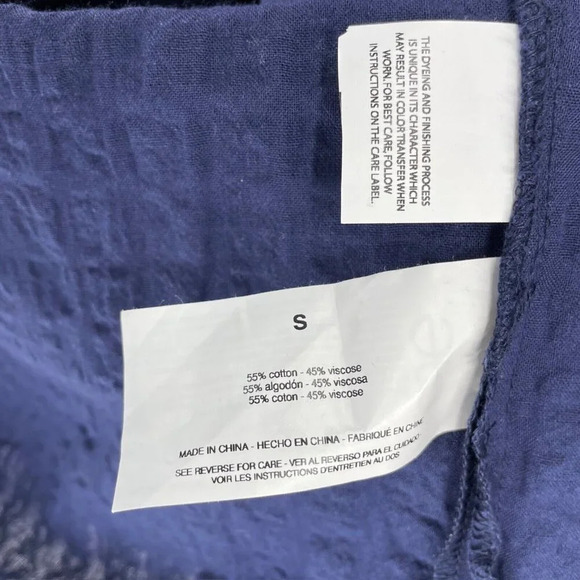 THE DYEING AND FINISHING PROCESS
IS UNIQUE IN ITS CHARACTER WHICH
MAY RESULT IN COLOR TRANSFER WHEN
WORN. FOR BEST CARE, FOLLOW
INSTRUCTIONS ON THE CARE LABEL.
S
55% cotton - 45% viscose
55% algodón - 45% viscosa
55% coton - 45% viscose
MADE IN CHINA - HECHO EN CHINA - FABRIQUÉ EN CHINE
SEE REVERSE FOR CARE - VER AL REVERSO PARA EL CUIDADO
VOIR LES INSTRUCTIONS D'ENTRETIEN AU DOS